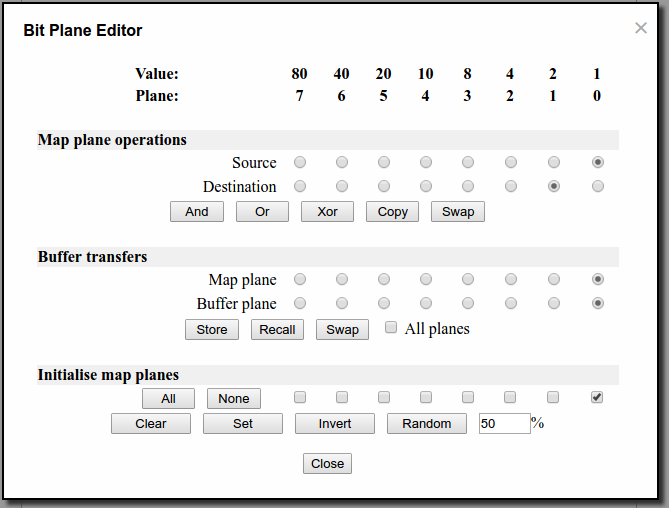 Bit Plane Editor
Value: 80 40 20 10 8 4 2 1
Plane: 7 6 5 4 3 2 1 0
Map plane operations
Source
Destination
And Or Xor Copy Swap
Buffer transfers
Map plane
Buffer plane
Store Recall Swap All planes
Initialise map planes
All None
Clear Set Invert Random 50%
Close